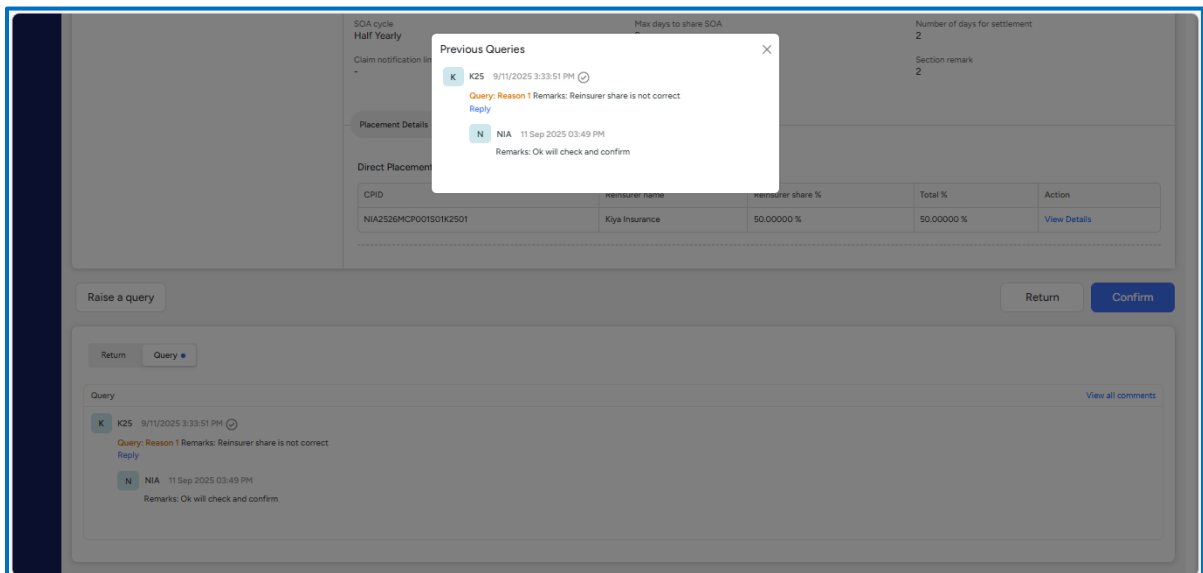 SOA cycle
Half Yearly
Max days to share SOA
Number of days for settlement
2
Claim notification lim
-
Section remark
2
Previous Queries
K K25 9/11/2025 3:33:51 PM
Query: Reason 1 Remarks: Reinsurer share is not correct
Reply
N NIA 11 Sep 2025 03:49 PM
Remarks: Ok will check and confirm
Placement Details
Direct Placement
CPID Reinsurer name Reinsurer share % Total % Action
NIA2526MCP001S01K2501 Kiya Insurance 50.00000 % 50.00000 % View Details
Raise a query
Return Confirm
Return Query
Query View all comments
K K25 9/11/2025 3:33:51 PM
Query: Reason 1 Remarks: Reinsurer share is not correct
Reply
N NIA 11 Sep 2025 03:49 PM
Remarks: Ok will check and confirm